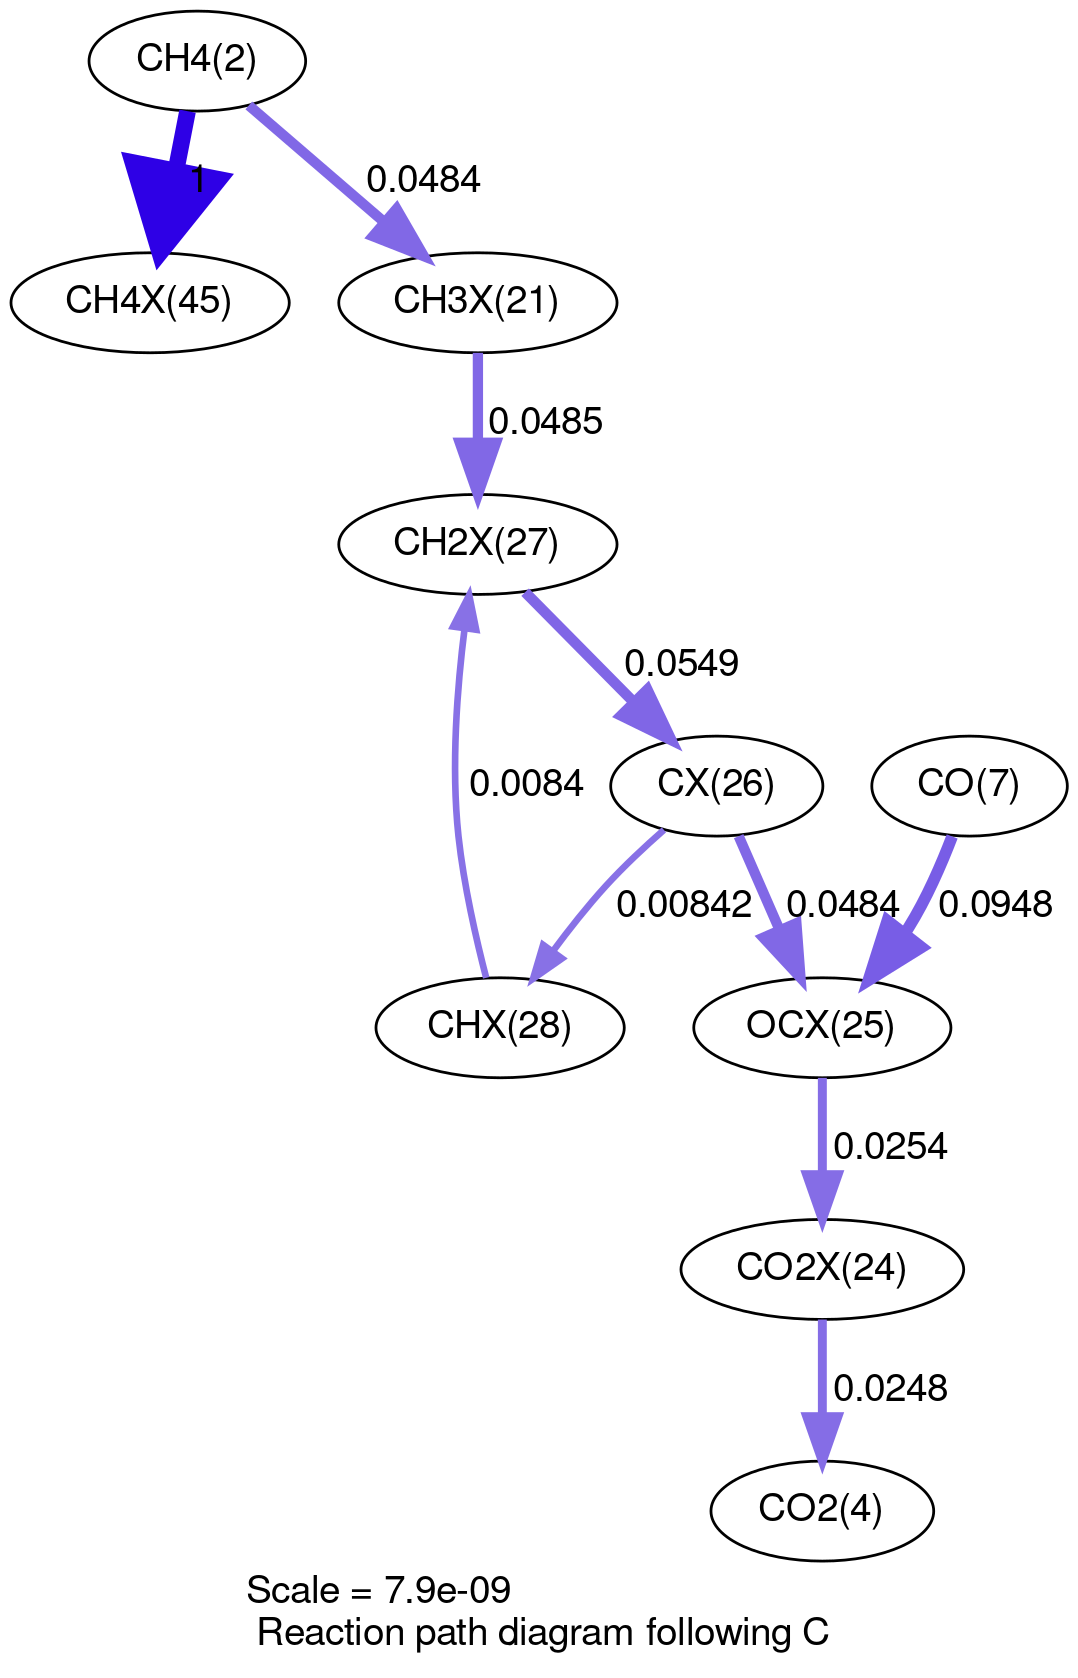 CH4(2)
1
0.0484
CH4X(45)
CH3X(21)
0.0485
CH2X(27)
0.0549
0.0084
CX(26)
CO(7)
0.00842
0.0484
0.0948
CHX(28)
OCX(25)
0.0254
CO2X(24)
0.0248
CO2(4)
Scale = 7.9e-09
Reaction path diagram following C